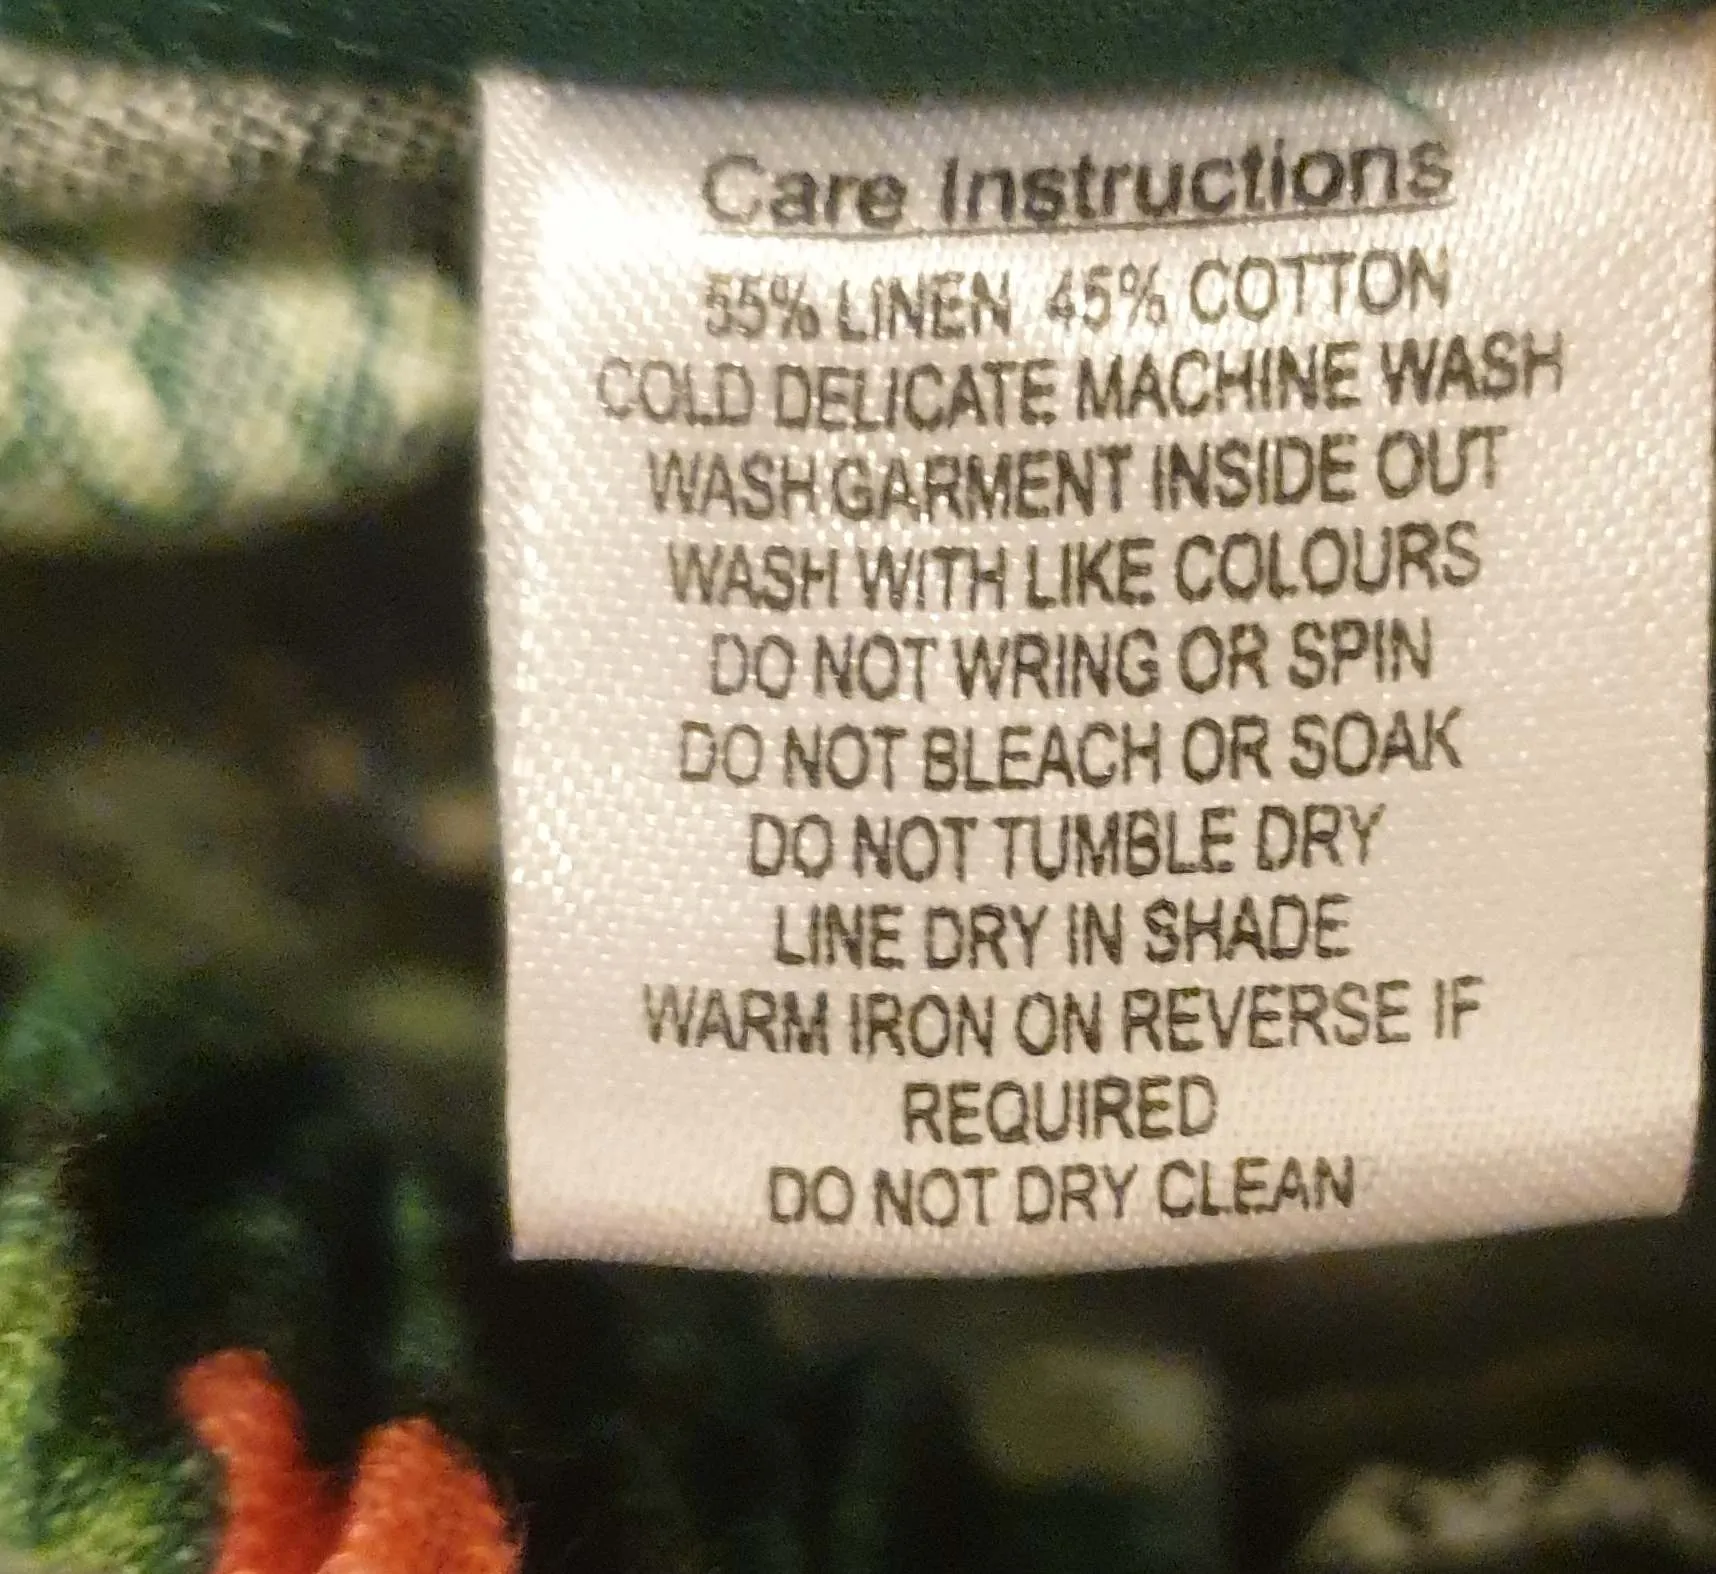 Care Instructions
55% LINEN 45% COTTON
COLD DELICATE MACHINE WASH
WASH GARMENT INSIDE OUT
WASH WITH LIKE COLOURS
DO NOT WRING OR SPIN
DO NOT BLEACH OR SOAK
DO NOT TUMBLE DRY
LINE DRY IN SHADE
WARM IRON ON REVERSE IF
REQUIRED
DO NOT DRY CLEAN